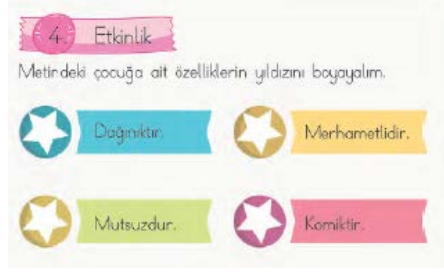 4. Etkinlik
Metindeki çocuğa ait özelliklerin yıldızını boyayalım.
Dağınıktır.
Merhametlidir.
Mutsuzdur.
Komiktir.